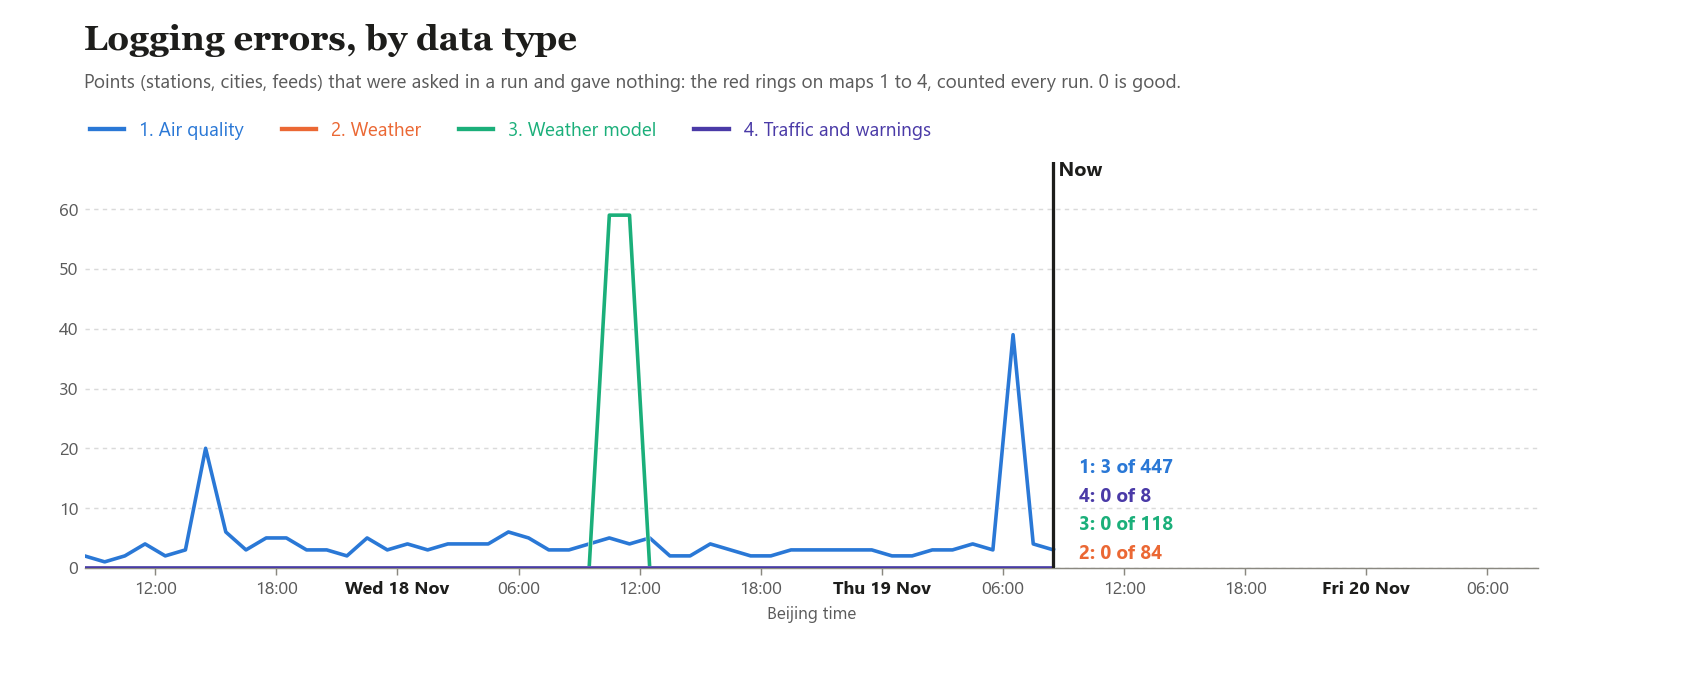 Logging errors, by data type
Points (stations, cities, feeds) that were asked in a run and gave nothing: the red rings on maps 1 to 4, counted every run. 0 is good.
1. Air quality 2. Weather 3. Weather model 4. Traffic and warnings
Now
60
50
40
30
20
10
0
1: 3 of 447
4: 0 of 8
3: 0 of 118
2: 0 of 84
12:00 18:00 Wed 18 Nov 06:00 12:00 18:00 Thu 19 Nov 06:00 12:00 18:00 Fri 20 Nov 06:00
Beijing time